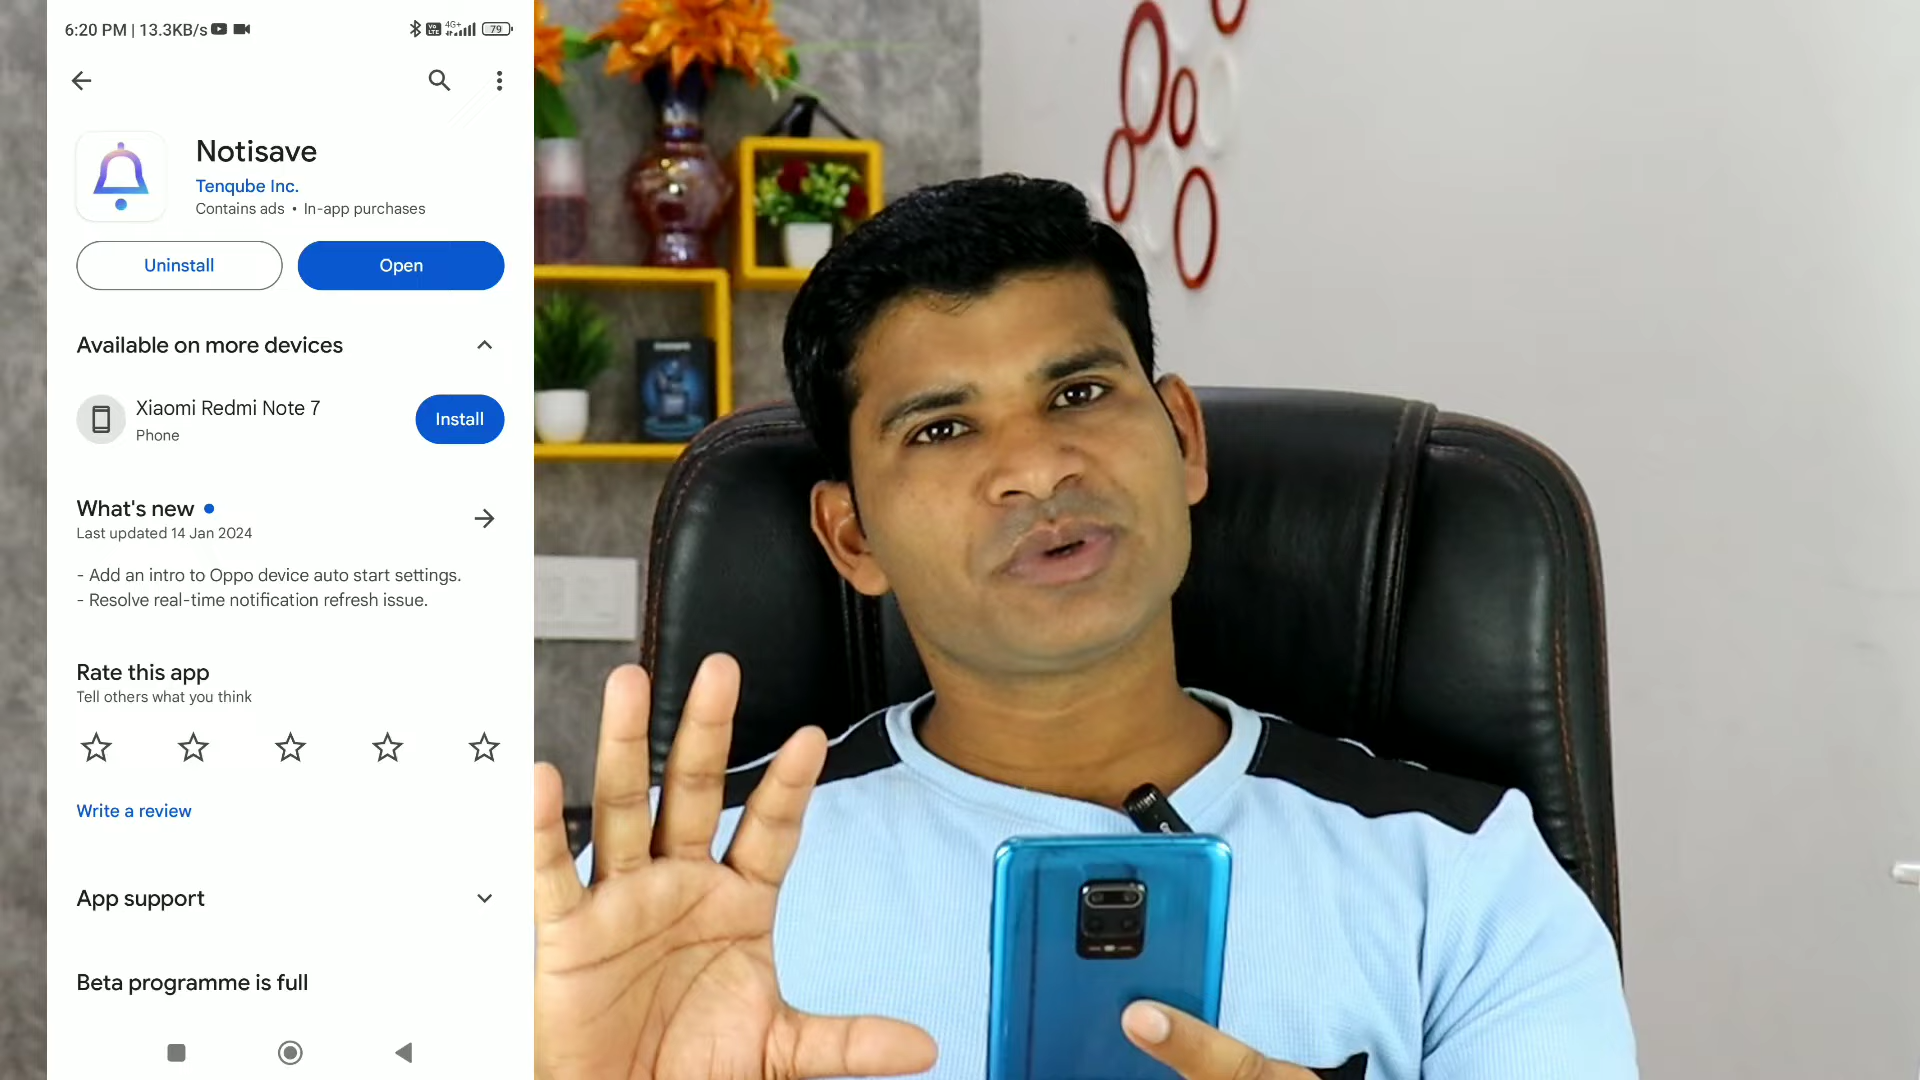 6:20 PM | 13.3KB/s
4G+
79
Notisave
Tenqube Inc.
Contains ads • In-app purchases
Uninstall
Open
Available on more devices
Xiaomi Redmi Note 7
Phone
Install
What's new
Last updated 14 Jan 2024
- Add an intro to Oppo device auto start settings.
- Resolve real-time notification refresh issue.
Rate this app
Tell others what you think
Write a review
App support
Beta programme is full